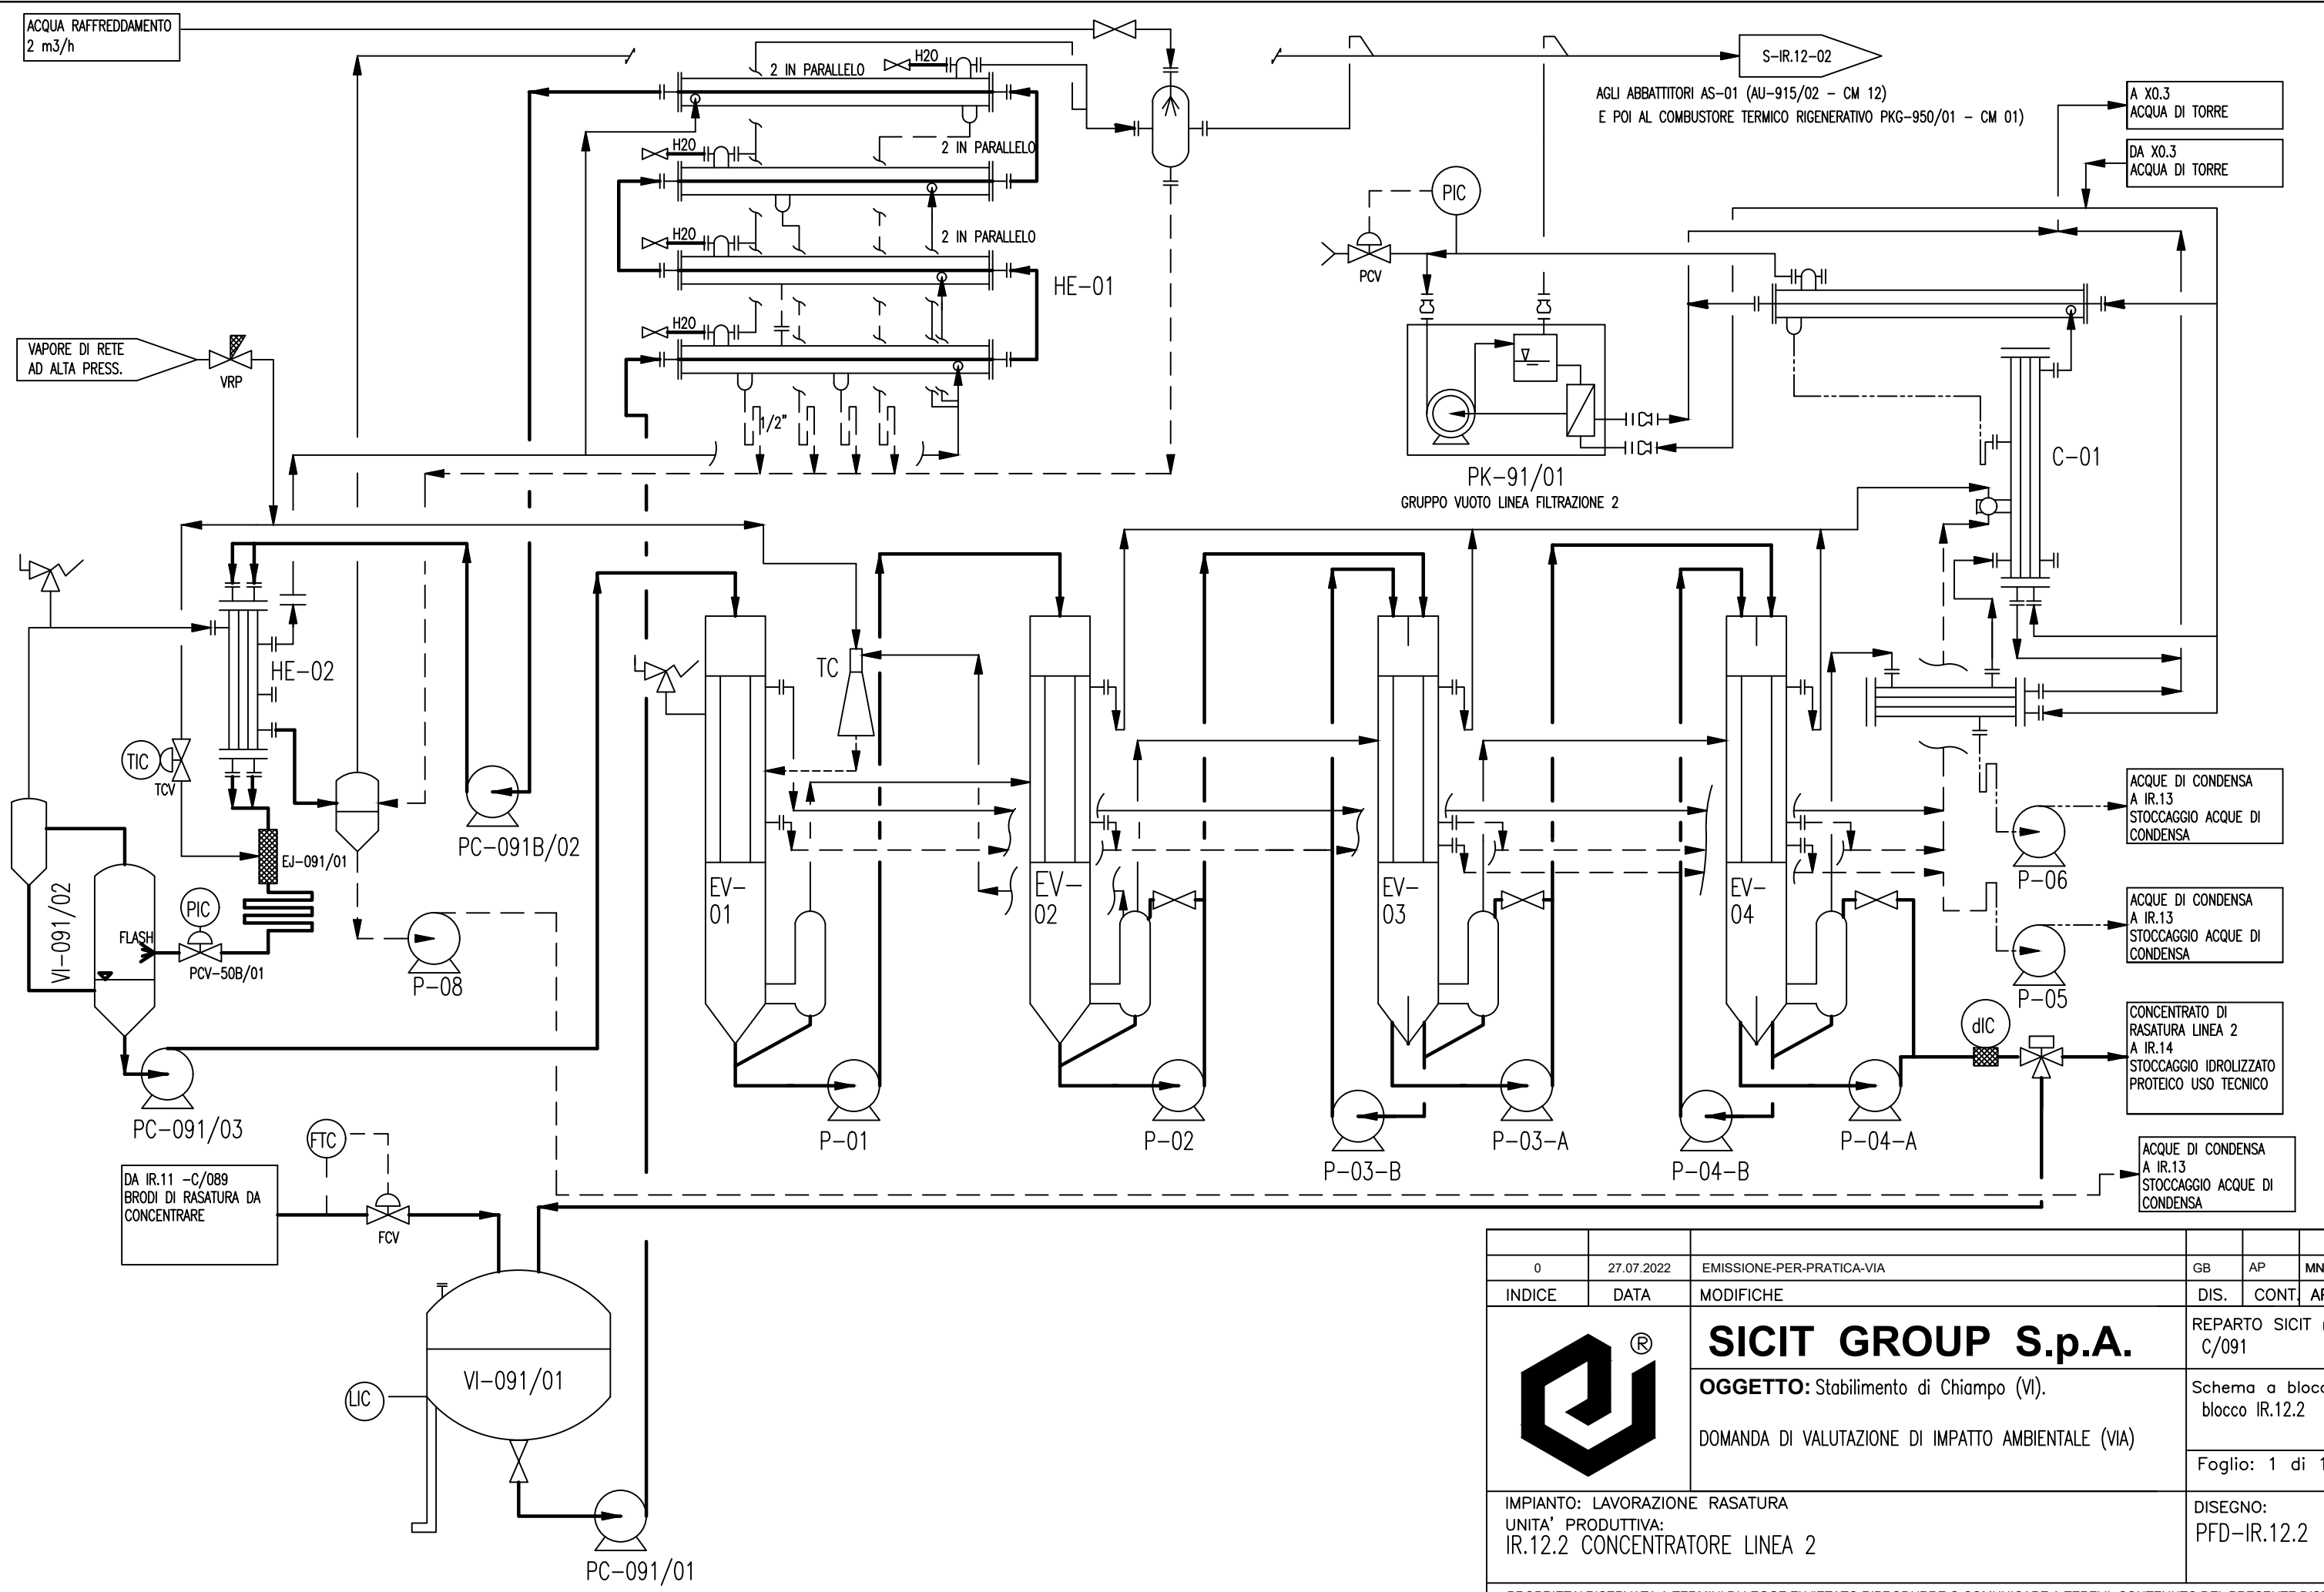 ACQUA RAFFREDDAMENTO
2 m3/h
2 IN PARALLELO
H2O
S-IR.12-02
AGLI ABBATTITORI AS-01 (AU-915/02 - CM 12)
E POI AL COMBUSTORE TERMICO RIGENERATIVO PKG-950/01 - CM 01)
A X0.3
ACQUA DI TORRE
DA X0.3
ACQUA DI TORRE
H2O
2 IN PARALLELO
H2O
2 IN PARALLELO
HE-01
H2O
PIC
PCV
VAPORE DI RETE
AD ALTA PRESS.
VRP
1/2"
PK-91/01
GRUPPO VUOTO LINEA FILTRAZIONE 2
C-01
HE-02
TC
TIC
TCV
PC-091B/02
EJ-091/01
VI-091/02
FLASH
PIC
PCV-50B/01
P-08
EV-
01
EV-
02
EV-
03
EV-
04
ACQUE DI CONDENSA
A IR.13
STOCCAGGIO ACQUE DI
CONDENSA
P-06
ACQUE DI CONDENSA
A IR.13
STOCCAGGIO ACQUE DI
CONDENSA
P-05
dIC
CONCENTRATO DI
RASATURA LINEA 2
A IR.14
STOCCAGGIO IDROLIZZATO
PROTEICO USO TECNICO
PC-091/03
P-01
P-02
P-03-B
P-03-A
P-04-B
P-04-A
ACQUE DI CONDENSA
A IR.13
STOCCAGGIO ACQUE DI
CONDENSA
FTC
FCV
DA IR.11 -C/089
BRODI DI RASATURA DA
CONCENTRARE
VI-091/01
LIC
PC-091/01
0 27.07.2022 EMISSIONE-PER-PRATICA-VIA GB AP MN
INDICE DATA MODIFICHE DIS. CONT.
®
SICIT GROUP S.p.A.
REPARTO SICIT
C/091
OGGETTO: Stabilimento di Chiampo (VI).
DOMANDA DI VALUTAZIONE DI IMPATTO AMBIENTALE (VIA)
Schema a
blocco IR.12.2
Foglio: 1 di
IMPIANTO: LAVORAZIONE RASATURA
UNITA' PRODUTTIVA:
IR.12.2 CONCENTRATORE LINEA 2
DISEGNO:
PFD-IR.12.2